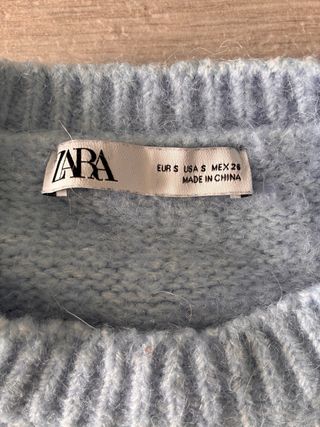 ZARA
EUR S USA S MEX 26
MADE IN CHINA